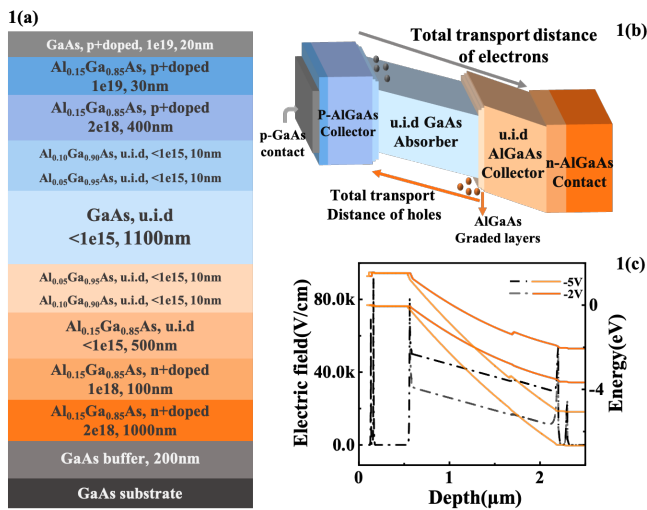 1(a)
GaAs, p+doped, 1e19, 20nm
Al0.15Ga0.85As, p+doped
1e19, 30nm
Al0.15Ga0.85As, p+doped
2e18, 400nm
Al0.10Ga0.90As, u.i.d, <1e15, 10nm
Al0.05Ga0.95As, u.i.d, <1e15, 10nm
GaAs, u.i.d
<1e15, 1100nm
Al0.05Ga0.95As, u.i.d, <1e15, 10nm
Al0.10Ga0.90As, u.i.d, <1e15, 10nm
Al0.15Ga0.85As, u.i.d
<1e15, 500nm
Al0.15Ga0.85As, n+doped
1e18, 100nm
Al0.15Ga0.85As, n+doped
2e18, 1000nm
GaAs buffer, 200nm
GaAs substrate
1(b)
Total transport distance
of electrons
p-GaAs
contact
P-AlGaAs
Collector
u.i.d GaAs
Absorber
u.i.d
AlGaAs
Collector
n-AlGaAs
Contact
Total transport
Distance of holes
AlGaAs
Graded layers
1(c)
Electric field(V/cm)
80.0k
40.0k
0.0
-5V
-2V
0
-4
Energy(eV)
0
1
2
Depth(μm)